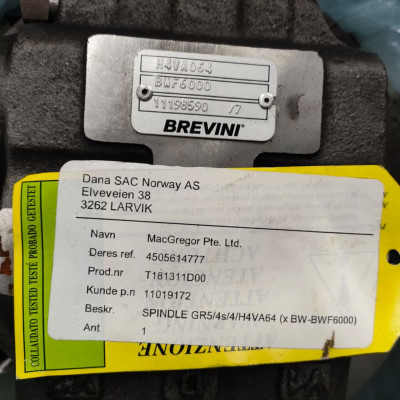 H4VA064
BWF6000
11198590 /7
BREVINI
Dana SAC Norway AS
Elveveien 38
3262 LARVIK
Navn MacGregor Pte. Ltd.
Deres ref. 4505614777
Prod.nr T181311D00
Kunde p.n 11019172
Beskr. SPINDLE GR5/4s/4/H4VA64 (x BW-BWF6000)
Ant 1
COLLAUDATO TESTED TESTÉ PROBADO GETESTET